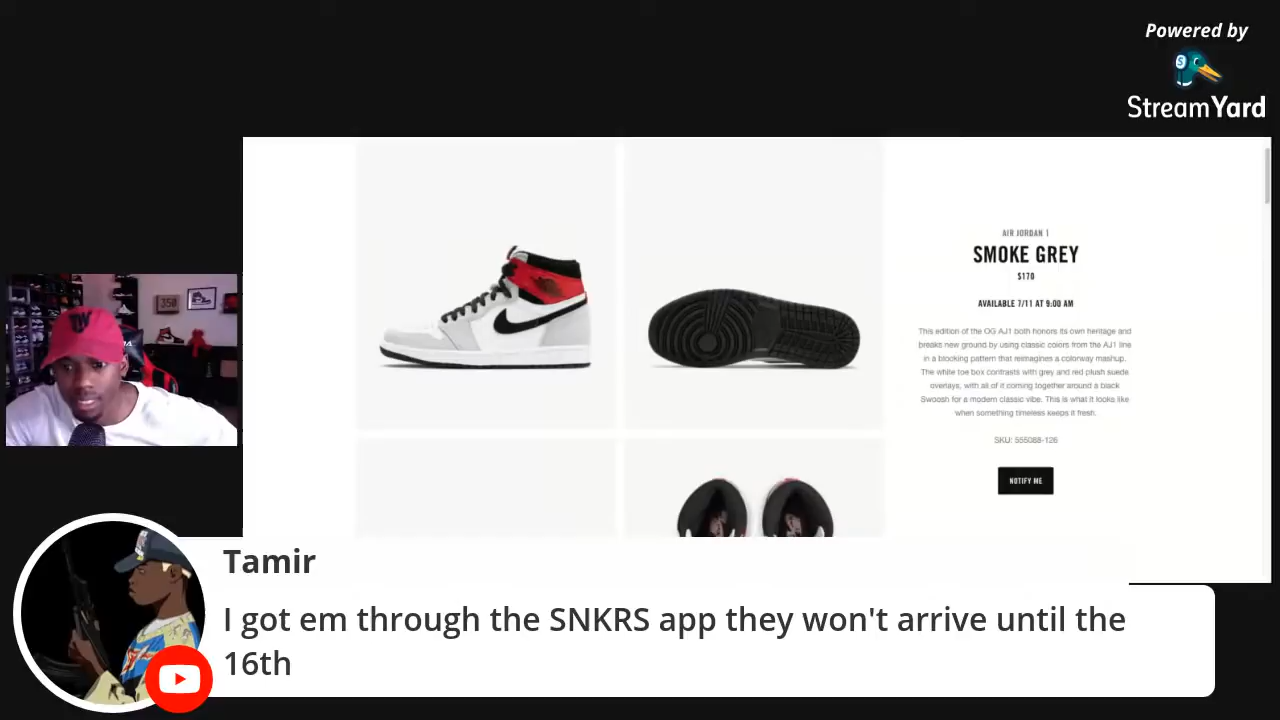 Powered by
StreamYard
AIR JORDAN 1
SMOKE GREY
$170
AVAILABLE 7/11 AT 9:00 AM
This edition of the OG AJ1 both honors its own heritage and
breaks new ground by using classic colors from the AJ1 line
in a blocking pattern that reimagines a colorway mashup.
The white toe box contrasts with grey and red plush suede
overlays, with all of it coming together around a black
Swoosh for a modern classic vibe. This is what it looks like
when something timeless keeps it fresh.
SKU: 555088-126
NOTIFY ME
350
Tamir
I got em through the SNKRS app they won't arrive until the
16th